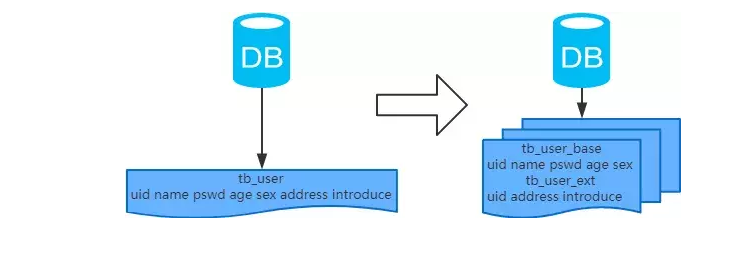 DB
tb_user
uid name pswd age sex address introduce
DB
tb_user_base
uid name pswd age sex
tb_user_ext
uid address introduce